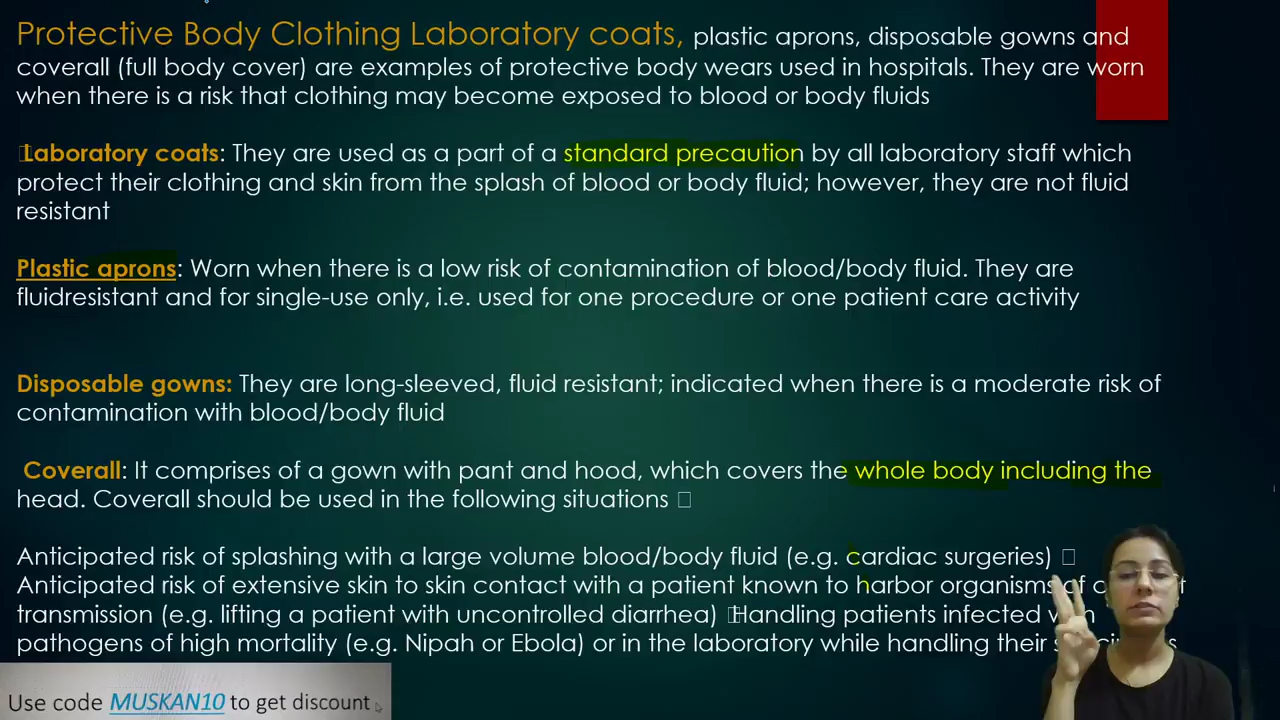 Protective Body Clothing Laboratory coats, plastic aprons, disposable gowns and
coverall (full body cover) are examples of protective body wears used in hospitals. They are worn
when there is a risk that clothing may become exposed to blood or body fluids
Laboratory coats: They are used as a part of a standard precaution by all laboratory staff which
protect their clothing and skin from the splash of blood or body fluid; however, they are not fluid
resistant
Plastic aprons: Worn when there is a low risk of contamination of blood/body fluid. They are
fluidresistant and for single-use only, i.e. used for one procedure or one patient care activity
Disposable gowns: They are long-sleeved, fluid resistant; indicated when there is a moderate risk of
contamination with blood/body fluid
Coverall: It comprises of a gown with pant and hood, which covers the whole body including the
head. Coverall should be used in the following situations
Anticipated risk of splashing with a large volume blood/body fluid (e.g. cardiac surgeries)
Anticipated risk of extensive skin to skin contact with a patient known to harbor organisms of
transmission (e.g. lifting a patient with uncontrolled diarrhea) Handling patients infected
pathogens of high mortality (e.g. Nipah or Ebola) or in the laboratory while handling their
Use code MUSKAN10 to get discount